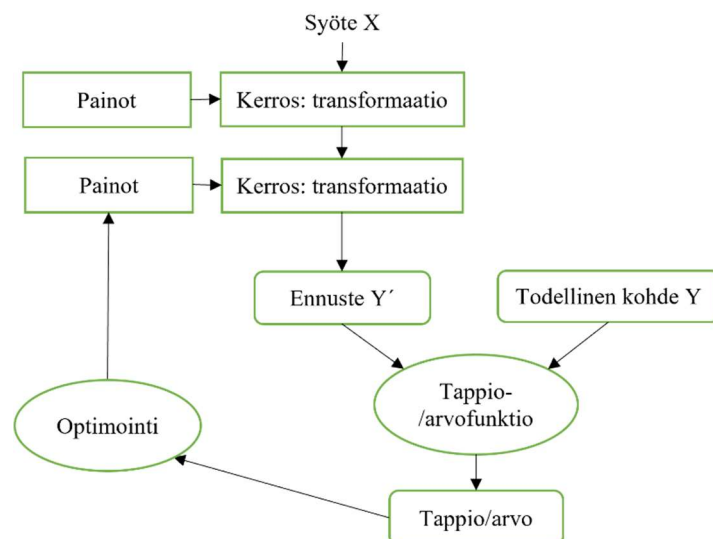 Syöte X
Painot
Kerros: transformaatio
Painot
Kerros: transformaatio
Ennuste Y´
Todellinen kohde Y
Tappio-
/arvofunktio
Optimointi
Tappio/arvo